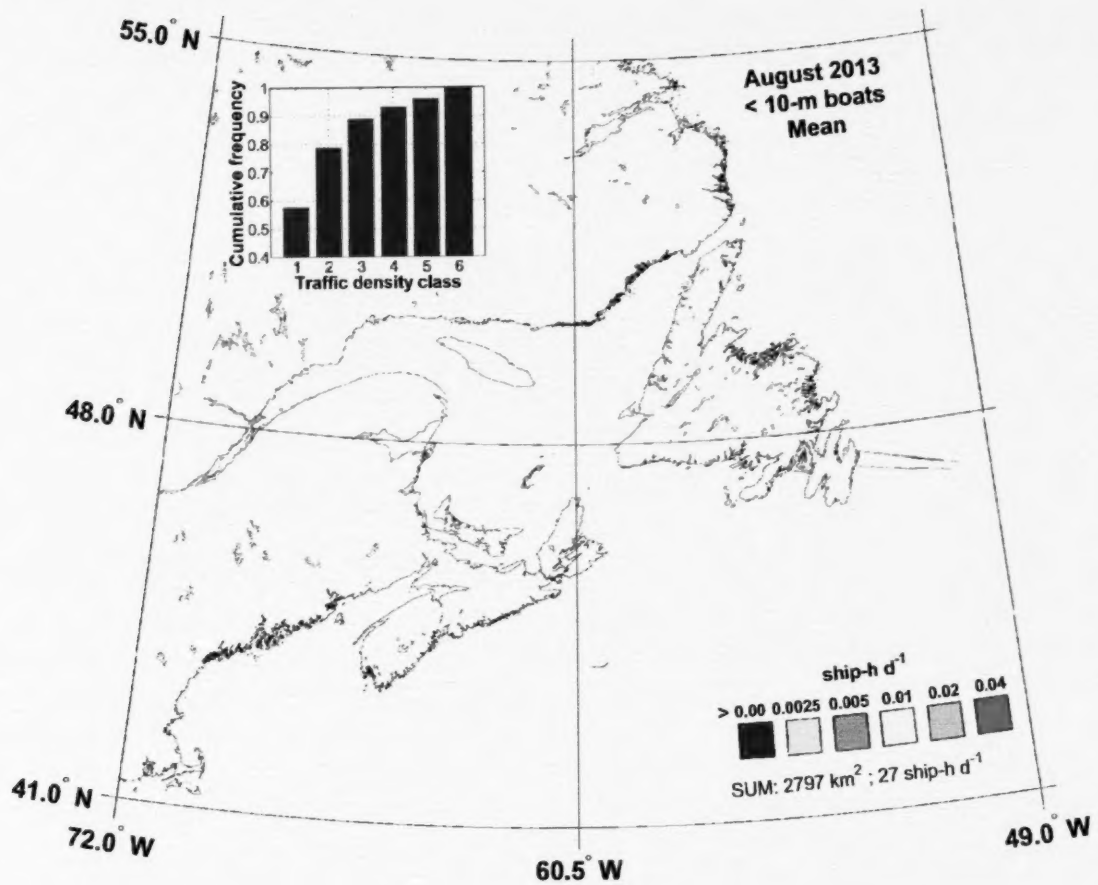 55.0° N
August 2013
< 10-m boats
Mean
Cumulative frequency
1
0.9
0.8
0.7
0.6
0.5
0.4
1 2 3 4 5 6
Traffic density class
48.0° N
ship-h d⁻¹
> 0.00 0.0025 0.005 0.01 0.02 0.04
SUM: 2797 km² ; 27 ship-h d⁻¹
41.0° N
72.0° W
60.5° W
49.0° W